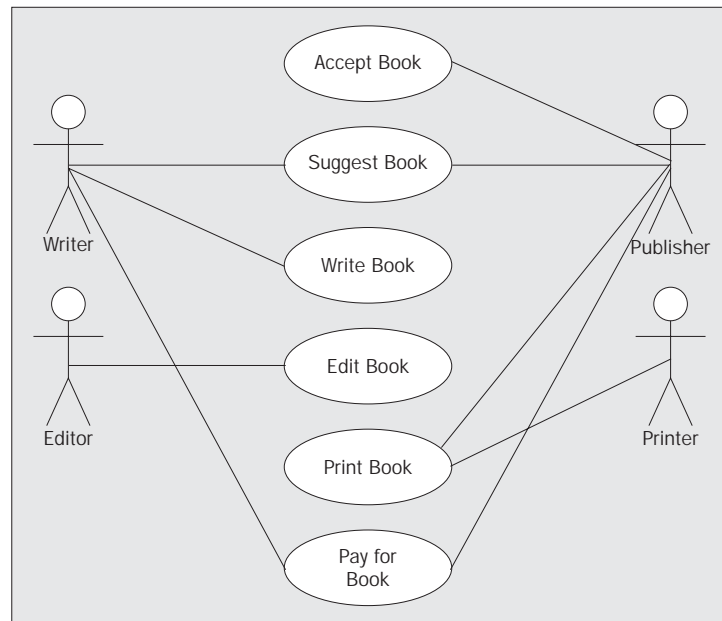 Accept Book
Suggest Book
Writer
Publisher
Write Book
Edit Book
Editor
Printer
Print Book
Pay for
Book